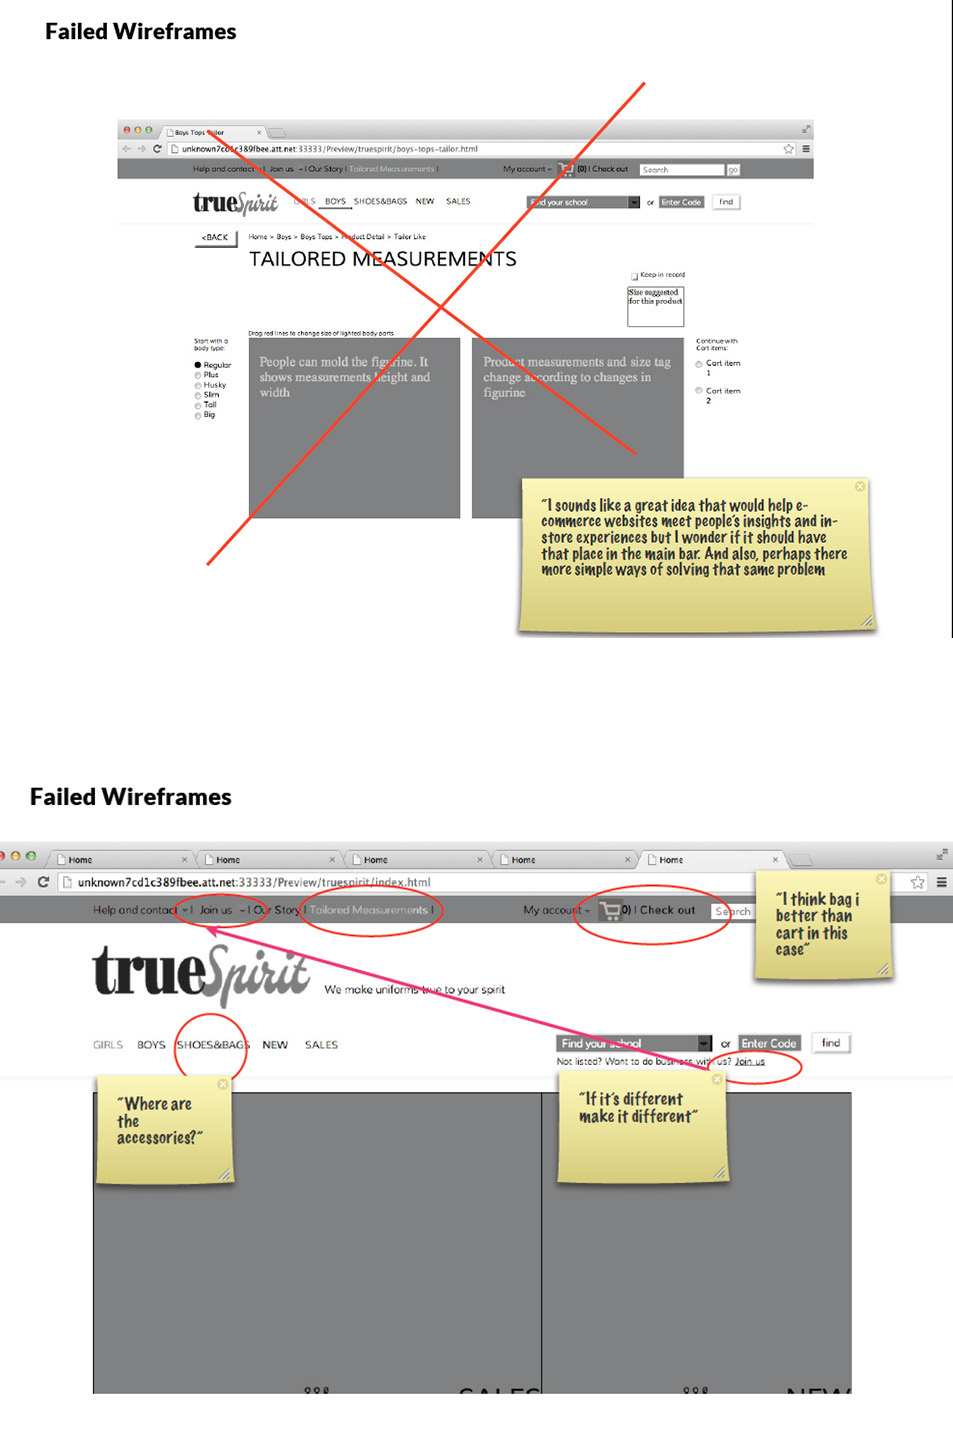 Failed Wireframes
Boys Tops Tailor
unknown7cd1c389fbee.att.net:33333/Preview/truespirit/boys-tops-tailor.html
Help and contact | Join us | Our Story | Tailored Measurements | My account (0) | Check out Search go
trueSpirit GIRLS BOYS SHOES&BAGS NEW SALES Find your school or Enter Code find
<BACK Home > Boys > Boys Tops > Product Detail > Tailor Like
TAILORED MEASUREMENTS
Keep in record
Size suggested
for this product
Drag red lines to change size of lighted body parts
Start with a
body type:
Regular
Plus
Husky
Slim
Tall
Big
People can mold the figurine. It
shows measurements height and
width
Product measurements and size tag
change according to changes in
figurine
Continue with
Cart items:
Cart item
1
Cart item
2
"I sounds like a great idea that would help e-
commerce websites meet people's insights and in-
store experiences but I wonder if it should have
that place in the main bar. And also, perhaps there
more simple ways of solving that same problem
Failed Wireframes
Home Home Home Home Home
unknown7cd1c389fbee.att.net:33333/Preview/truespirit/index.html
Help and contact | Join us | Our Story | Tailored Measurements | My account (0) | Check out Search
"I think bag i
better than
cart in this
case"
trueSpirit We make uniforms true to your spirit
GIRLS BOYS SHOES&BAGS NEW SALES Find your school or Enter Code find
Not listed? Want to do business with us? Join us
"Where are
the
accessories?"
"If it's different
make it different"
SALES NEW